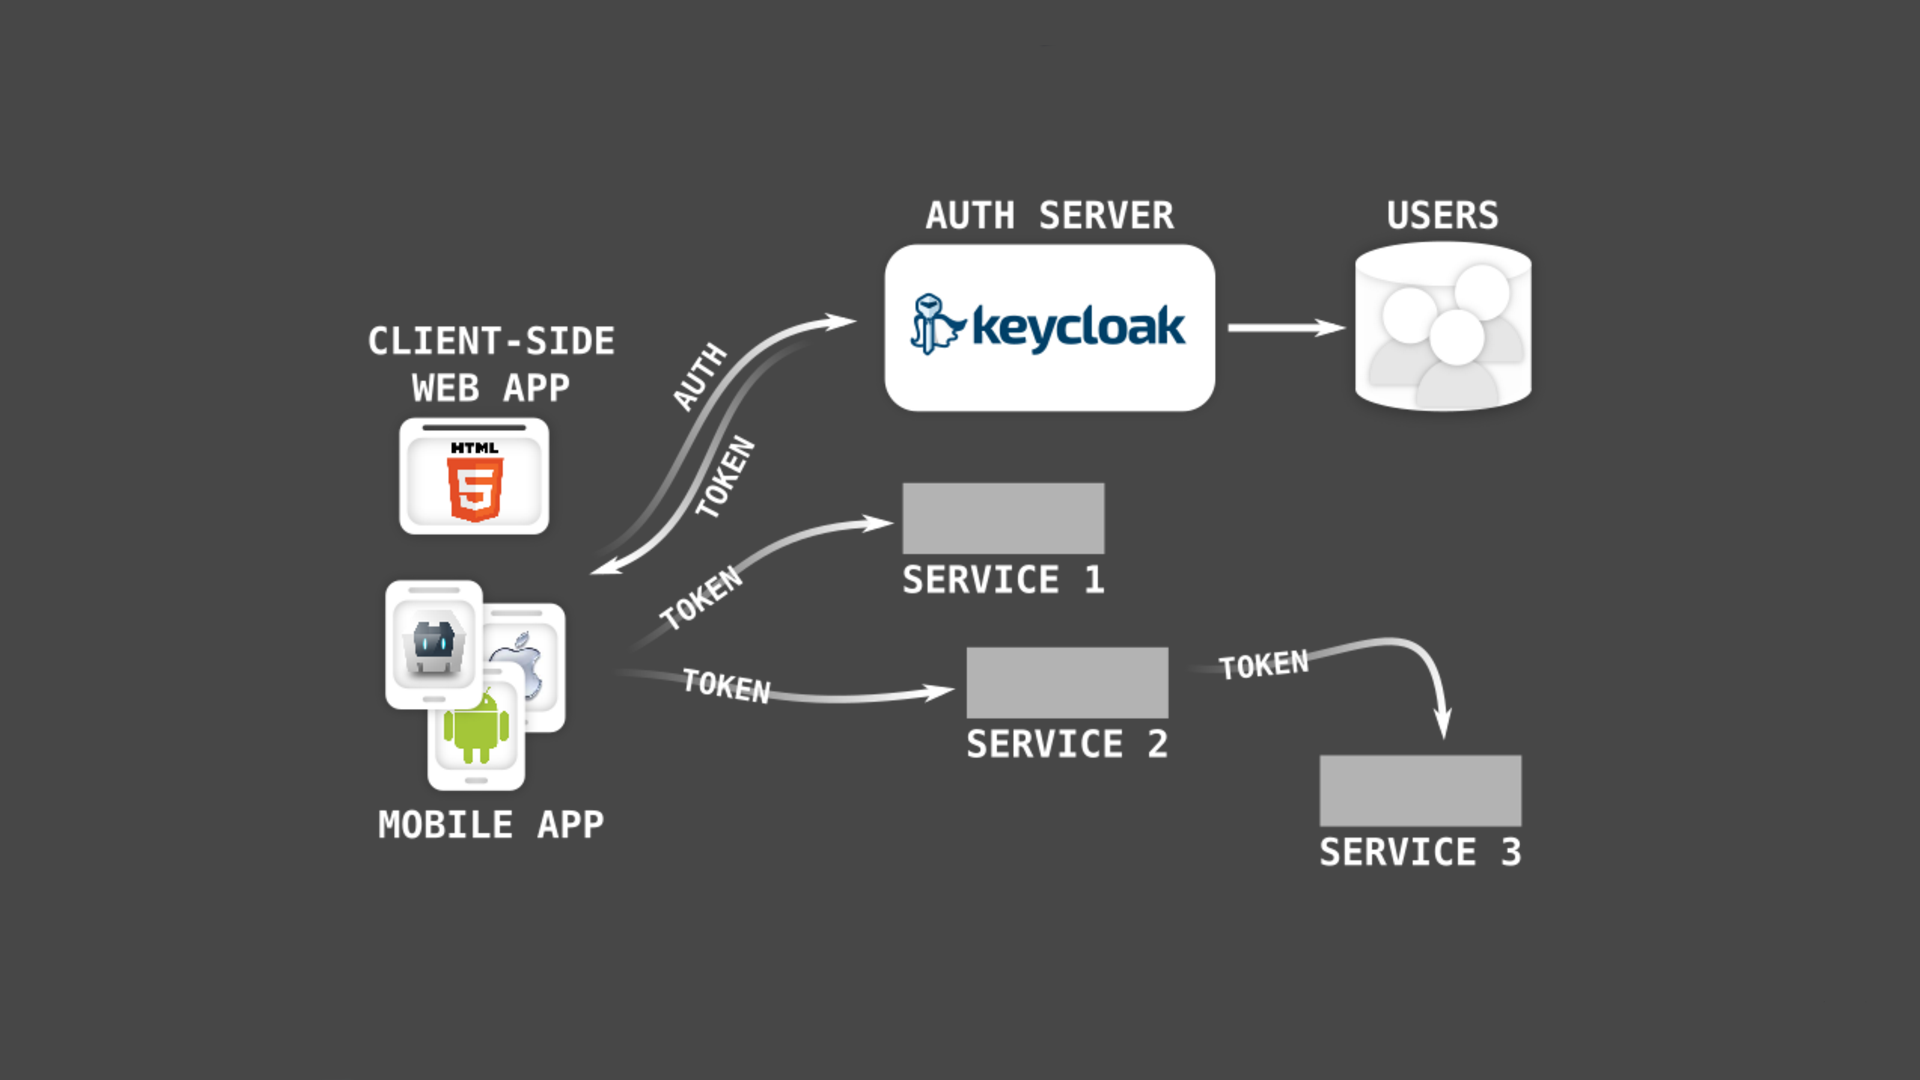 AUTH SERVER
USERS
keycloak
CLIENT-SIDE
WEB APP
HTML
5
AUTH
TOKEN
TOKEN
SERVICE 1
TOKEN
SERVICE 2
TOKEN
MOBILE APP
SERVICE 3